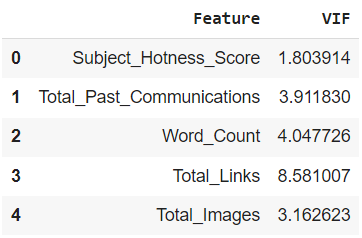 Feature VIF
0 Subject_Hotness_Score 1.803914
1 Total_Past_Communications 3.911830
2 Word_Count 4.047726
3 Total_Links 8.581007
4 Total_Images 3.162623